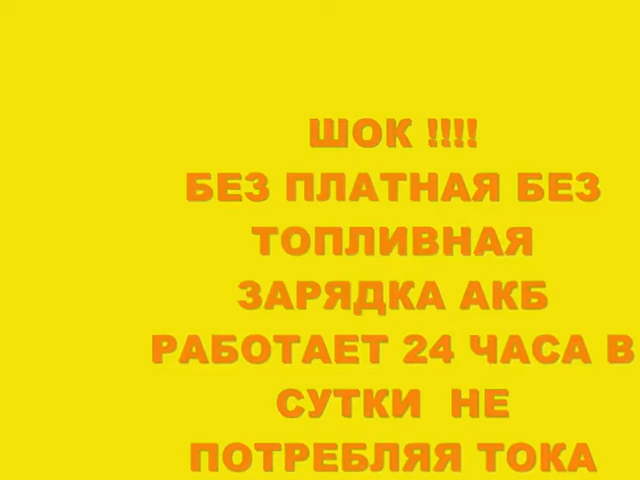 ШОК !!!!
БЕЗ ПЛАТНАЯ БЕЗ
ТОПЛИВНАЯ
ЗАРЯДКА АКБ
РАБОТАЕТ 24 ЧАСА В
СУТКИ НЕ
ПОТРЕБЛЯЯ ТОКА